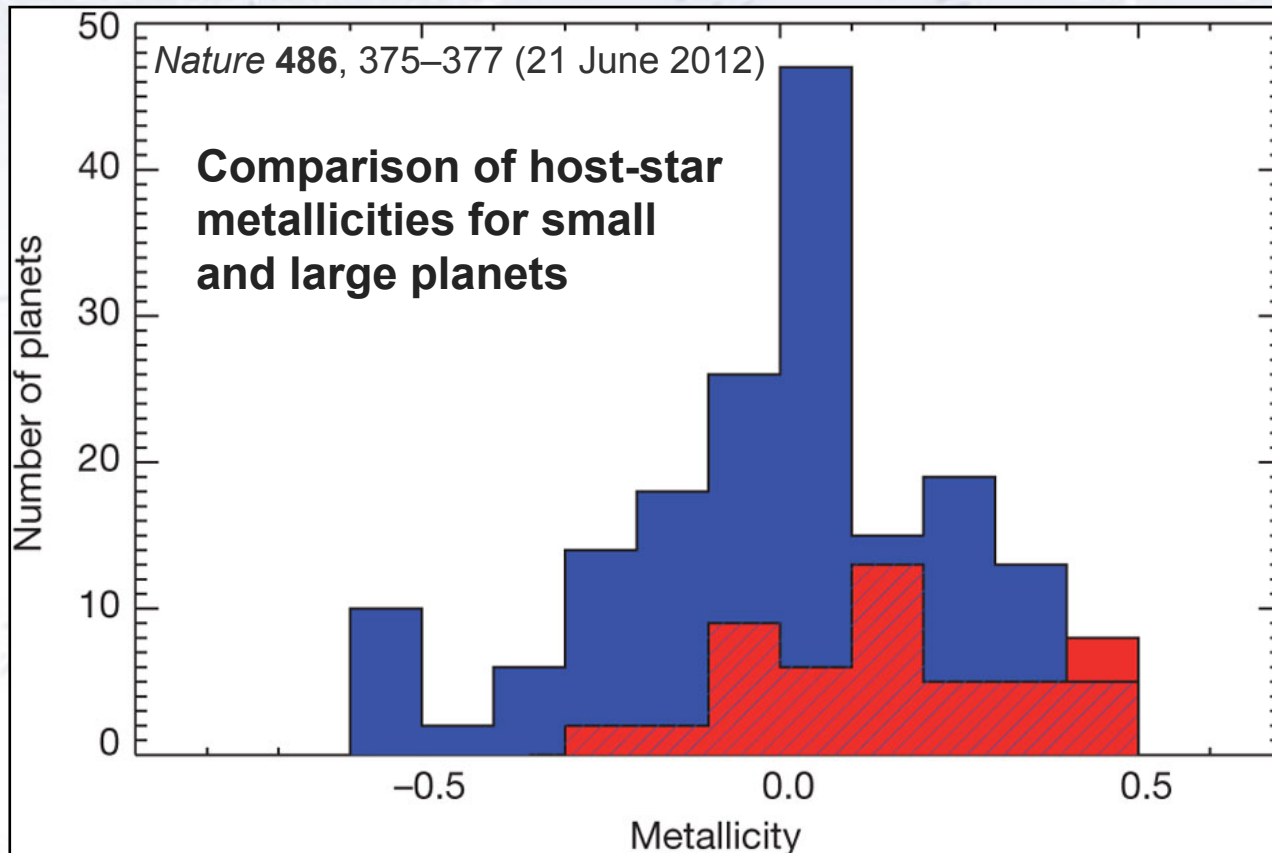 50
Nature 486, 375–377 (21 June 2012)
Comparison of host-star
metallicities for small
and large planets
40
30
20
10
0
Number of planets
−0.5
0.0
0.5
Metallicity